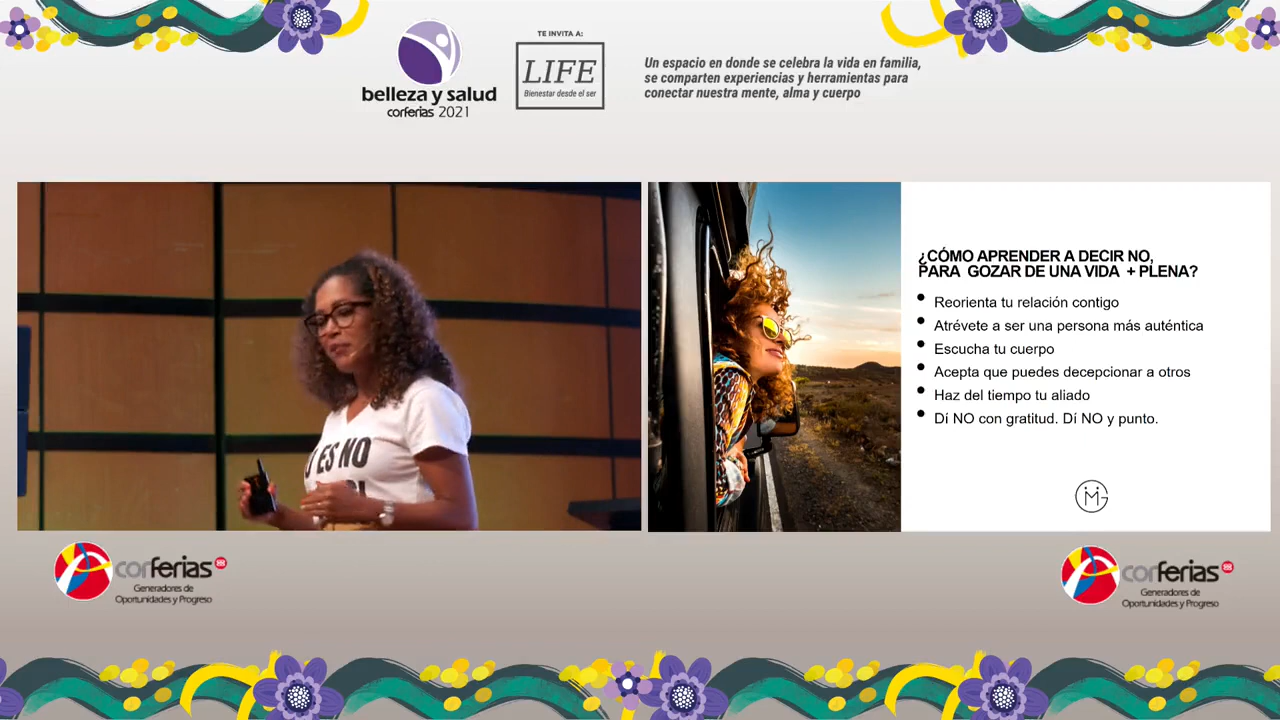 TE INVITA A:
LIFE
Bienestar desde el ser
belleza y salud
corferias 2021
Un espacio en donde se celebra la vida en familia,
se comparten experiencias y herramientas para
conectar nuestra mente, alma y cuerpo
ES NO
¿CÓMO APRENDER A DECIR NO,
PARA GOZAR DE UNA VIDA + PLENA?
• Reorienta tu relación contigo
• Atrévete a ser una persona más auténtica
• Escucha tu cuerpo
• Acepta que puedes decepcionar a otros
• Haz del tiempo tu aliado
• Dí NO con gratitud. Dí NO y punto.
corferias
Generadores de
Oportunidades y Progreso
corferias
Generadores de
Oportunidades y Progreso